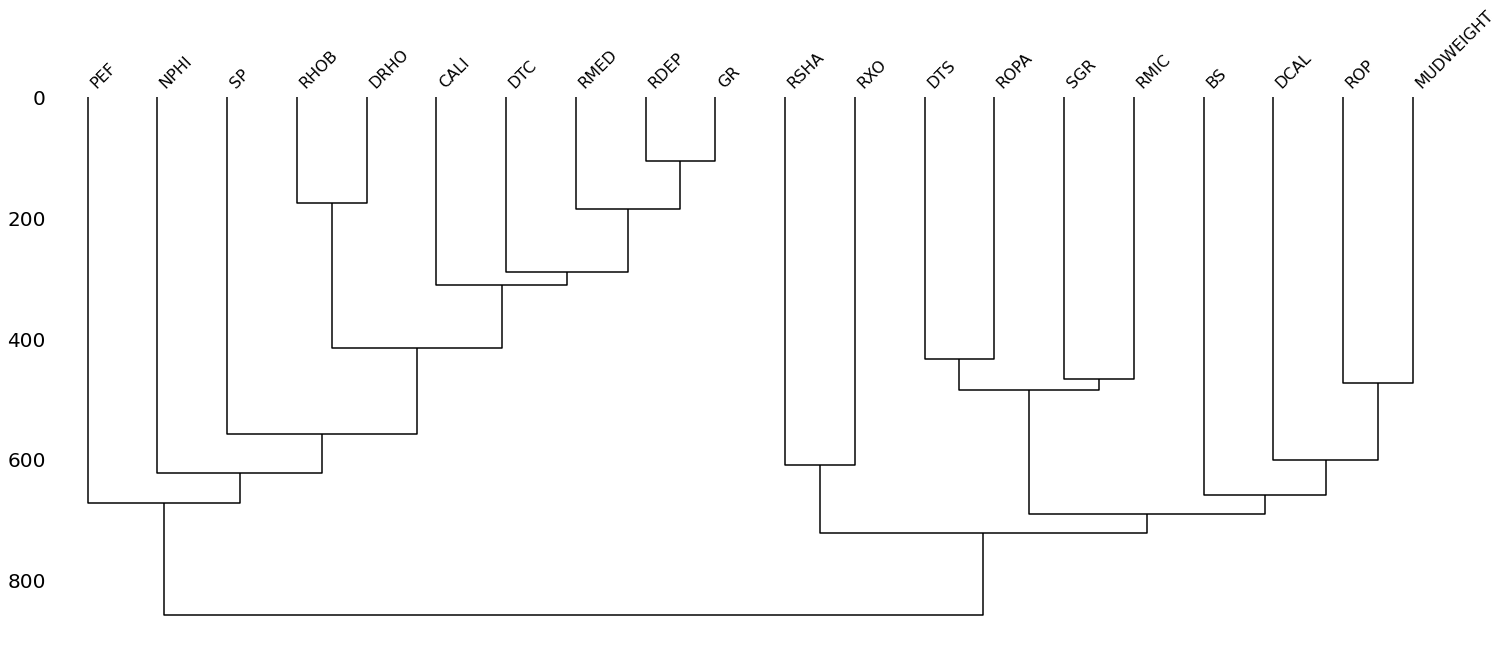 PEF
NPHI
SP
RHOB
DRHO
CALI
DTC
RMED
RDEP
GR
RSHA
RXO
DTS
ROPA
SGR
RMIC
BS
DCAL
ROP
MUDWEIGHT
0
200
400
600
800